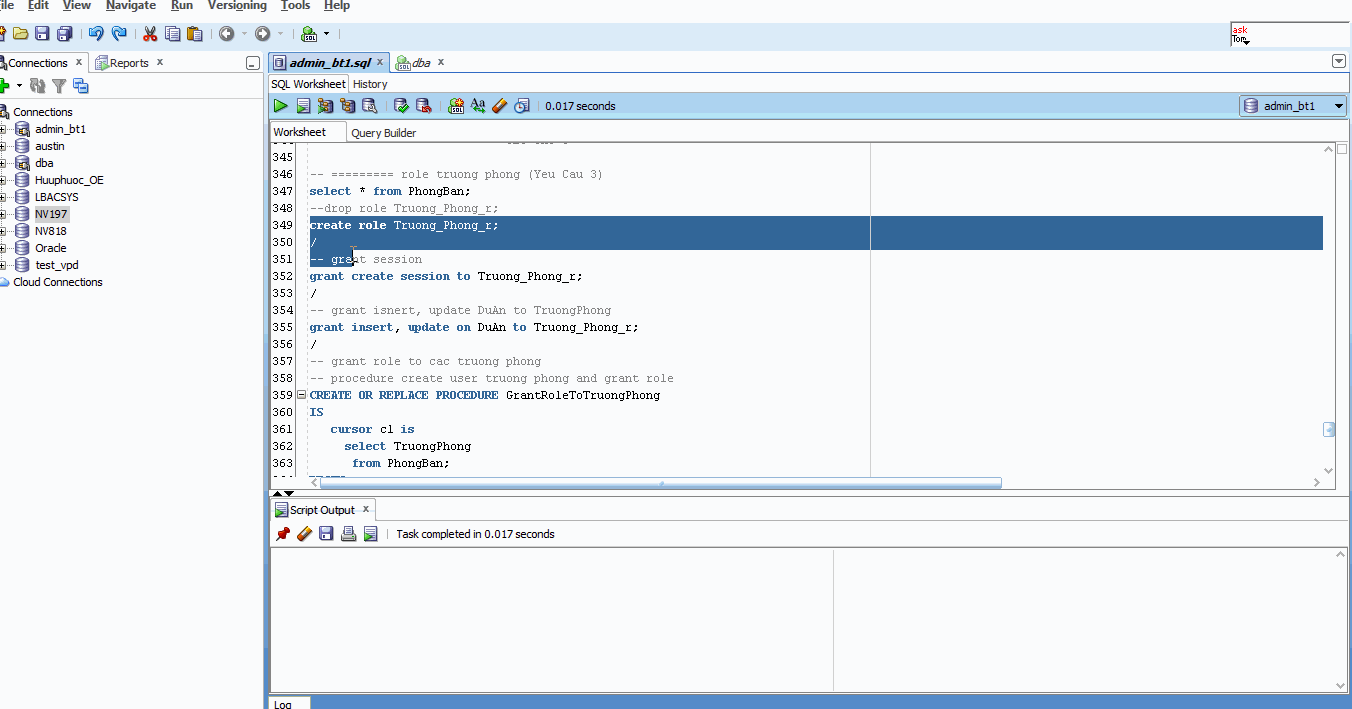 ile Edit View Navigate Run Versioning Tools Help
ask
Tom
Connections x Reports x
admin_bt1.sql x dba x
SQL Worksheet History
0.017 seconds
admin_bt1
Connections
admin_bt1
austin
dba
Huuphuoc_OE
LBACSYS
NV197
NV818
Oracle
test_vpd
Cloud Connections
Worksheet Query Builder
345
346 -- ========= role truong phong (Yeu Cau 3)
347 select * from PhongBan;
348 --drop role Truong_Phong_r;
349 create role Truong_Phong_r;
350 /
351 -- grant session
352 grant create session to Truong_Phong_r;
353 /
354 -- grant isnert, update DuAn to TruongPhong
355 grant insert, update on DuAn to Truong_Phong_r;
356 /
357 -- grant role to cac truong phong
358 -- procedure create user truong phong and grant role
359 CREATE OR REPLACE PROCEDURE GrantRoleToTruongPhong
360 IS
361 cursor cl is
362 select TruongPhong
363 from PhongBan;
Script Output x
Task completed in 0.017 seconds
Log